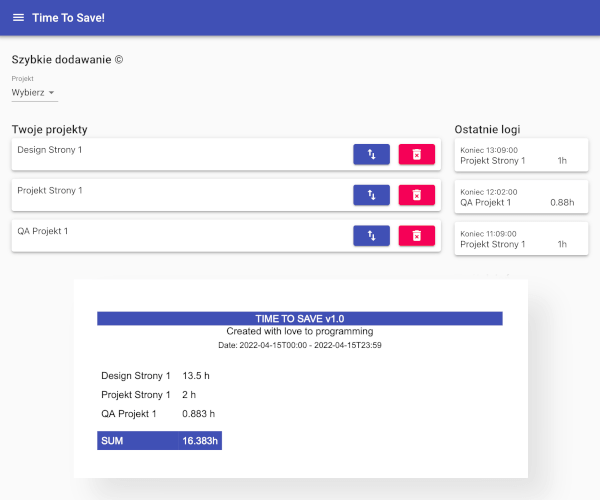 Time To Save!
Szybkie dodawanie ©
Projekt
Wybierz
Twoje projekty
Design Strony 1
Projekt Strony 1
QA Projekt 1
Ostatnie logi
Koniec 13:09:00
Projekt Strony 1 1h
Koniec 12:02:00
QA Projekt 1 0.88h
Koniec 11:09:00
Projekt Strony 1 1h
TIME TO SAVE v1.0
Created with love to programming
Date: 2022-04-15T00:00 - 2022-04-15T23:59
Design Strony 1 13.5 h
Projekt Strony 1 2 h
QA Projekt 1 0.883 h
SUM 16.383h